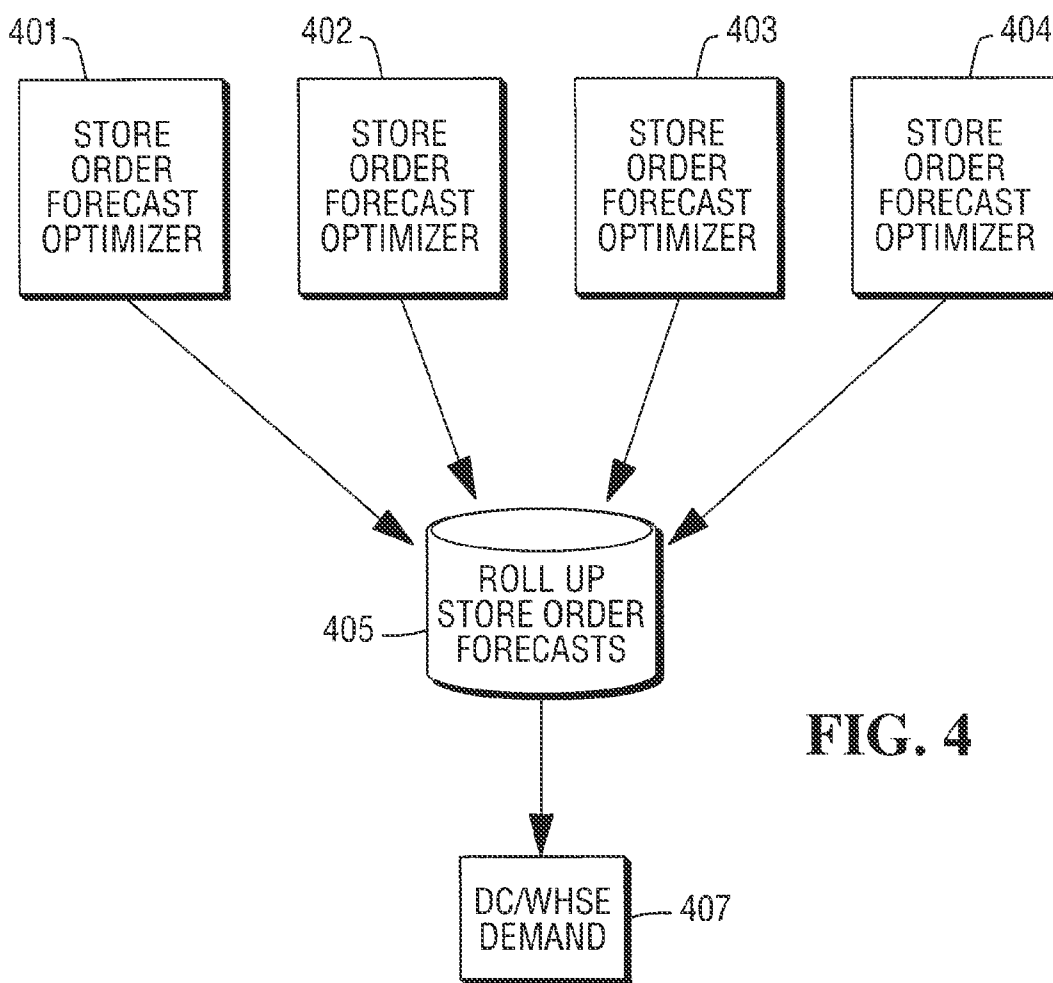 401
402
403
404
STORE
ORDER
FORECAST
OPTIMIZER
STORE
ORDER
FORECAST
OPTIMIZER
STORE
ORDER
FORECAST
OPTIMIZER
STORE
ORDER
FORECAST
OPTIMIZER
ROLL UP
STORE ORDER
FORECASTS
405
FIG. 4
DC/WHSE
DEMAND
407